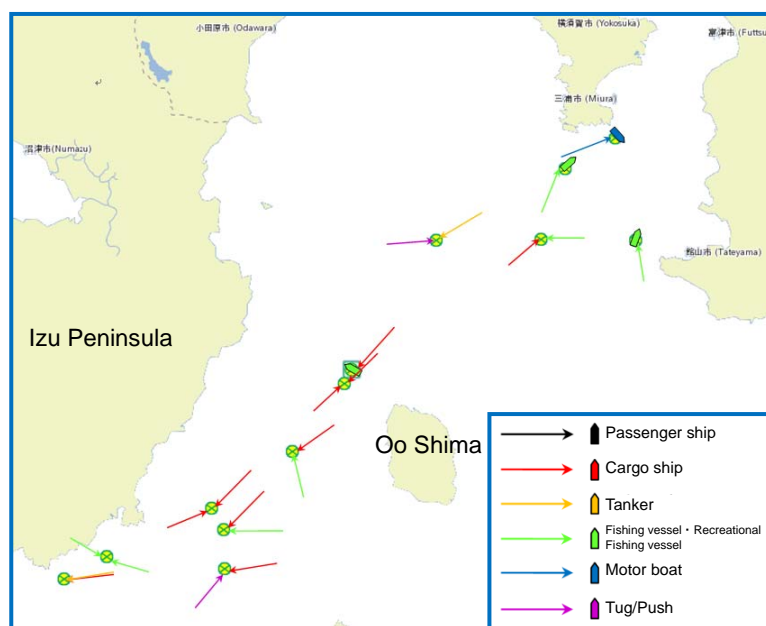 小田原市 (Odawara)
横須賀市 (Yokosuka)
富津市 (Futtsu
三浦市 (Miura)
沼津市(Numazu)
館山市 (Tateyama)
Izu Peninsula
Oo Shima
Passenger ship
Cargo ship
Tanker
Fishing vessel・Recreational
Fishing vessel
Motor boat
Tug/Push